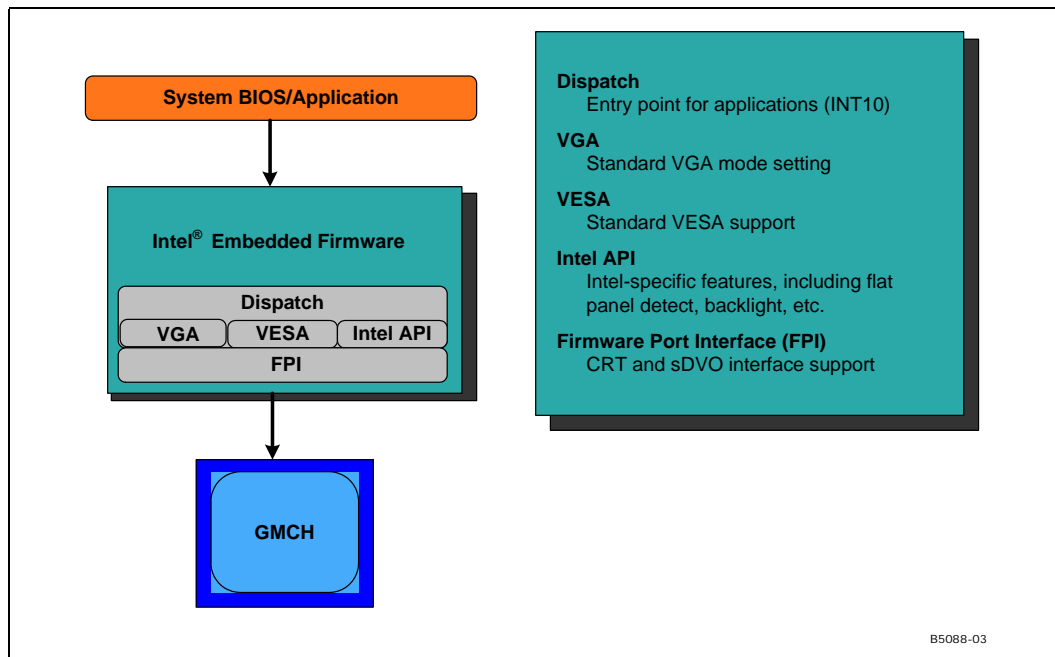 System BIOS/Application
Intel® Embedded Firmware
Dispatch
VGA
VESA
Intel API
FPI
GMCH
Dispatch
Entry point for applications (INT10)
VGA
Standard VGA mode setting
VESA
Standard VESA support
Intel API
Intel-specific features, including flat
panel detect, backlight, etc.
Firmware Port Interface (FPI)
CRT and sDVO interface support
B5088-03